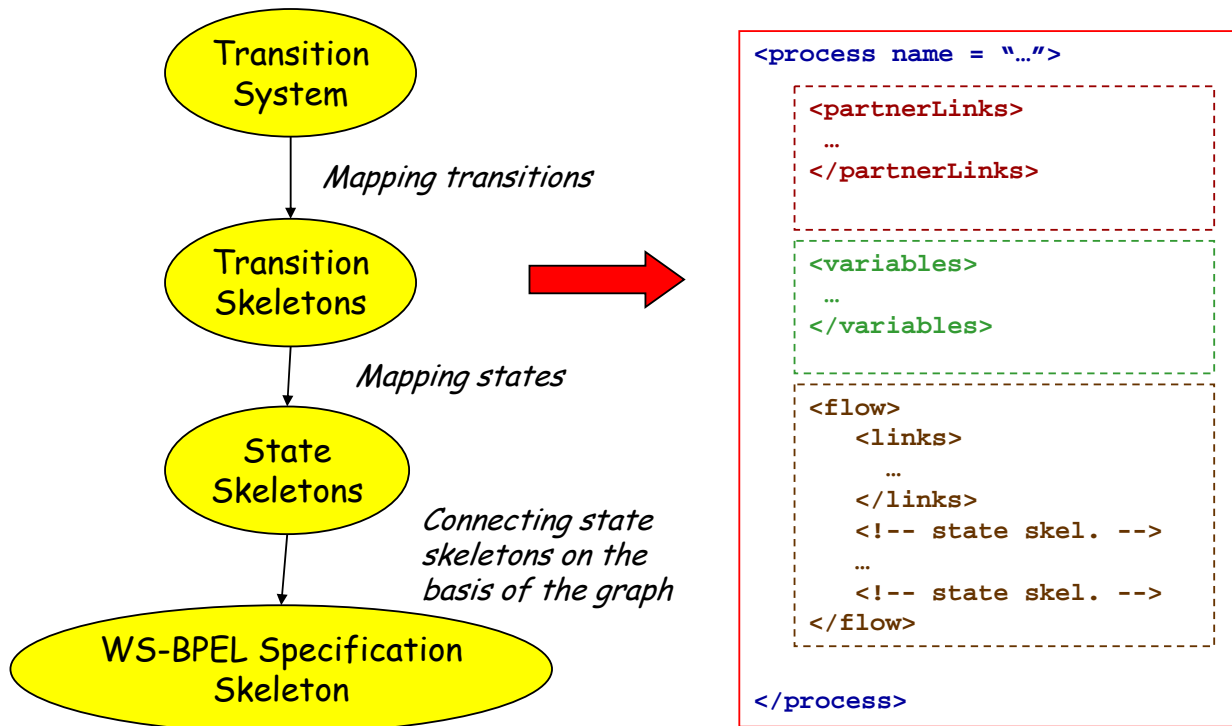 Transition
System
Mapping transitions
Transition
Skeletons
Mapping states
State
Skeletons
Connecting state
skeletons on the
basis of the graph
WS-BPEL Specification
Skeleton
<process name = “…”>
<partnerLinks>
…
</partnerLinks>
<variables>
…
</variables>
<flow>
<links>
…
</links>
<!-- state skel. -->
…
<!-- state skel. -->
</flow>
</process>